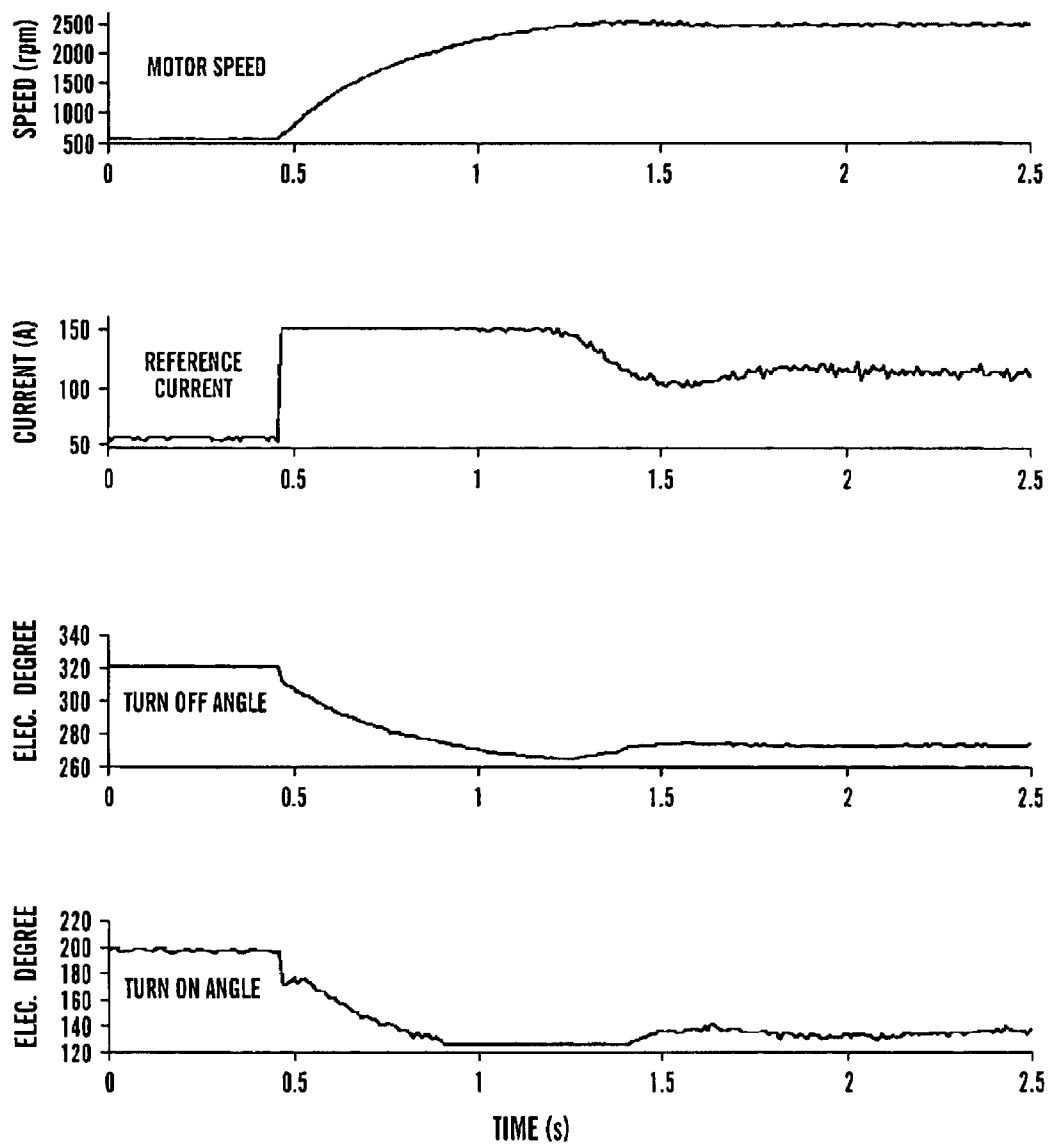 SPEED (rpm)
2500
2000
1500
1000
500
MOTOR SPEED
0 0.5 1 1.5 2 2.5
CURRENT (A)
150
100
50
REFERENCE
CURRENT
0 0.5 1 1.5 2 2.5
ELEC. DEGREE
340
320
300
280
260
TURN OFF ANGLE
0 0.5 1 1.5 2 2.5
ELEC. DEGREE
220
200
180
160
140
120
TURN ON ANGLE
0 0.5 1 1.5 2 2.5
TIME (s)